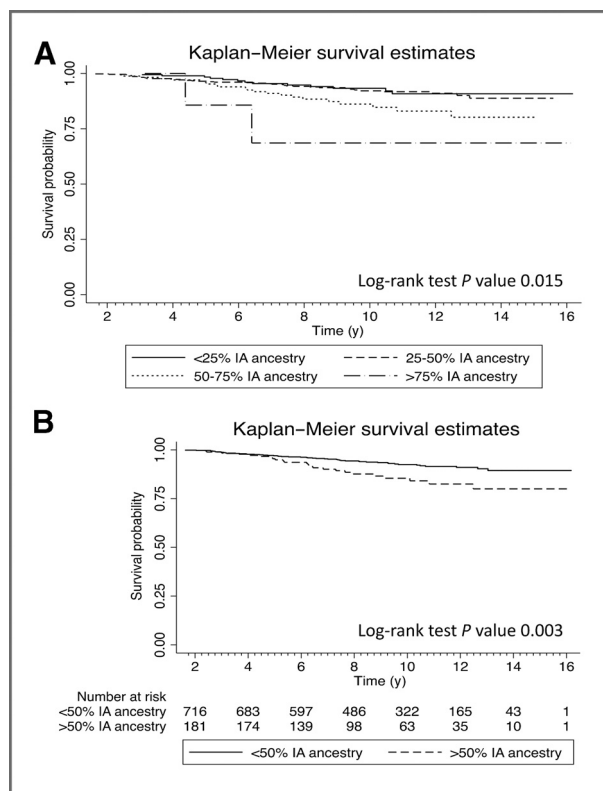 A
Kaplan–Meier survival estimates
Survival probability
1.00
0.75
0.50
0.25
0.00
Log-rank test P value 0.015
2 4 6 8 10 12 14 16
Time (y)
<25% IA ancestry 25-50% IA ancestry
50-75% IA ancestry >75% IA ancestry
B
Kaplan–Meier survival estimates
Survival probability
1.00
0.75
0.50
0.25
0.00
Log-rank test P value 0.003
2 4 6 8 10 12 14 16
Time (y)
Number at risk
<50% IA ancestry 716 683 597 486 322 165 43 1
>50% IA ancestry 181 174 139 98 63 35 10 1
<50% IA ancestry >50% IA ancestry